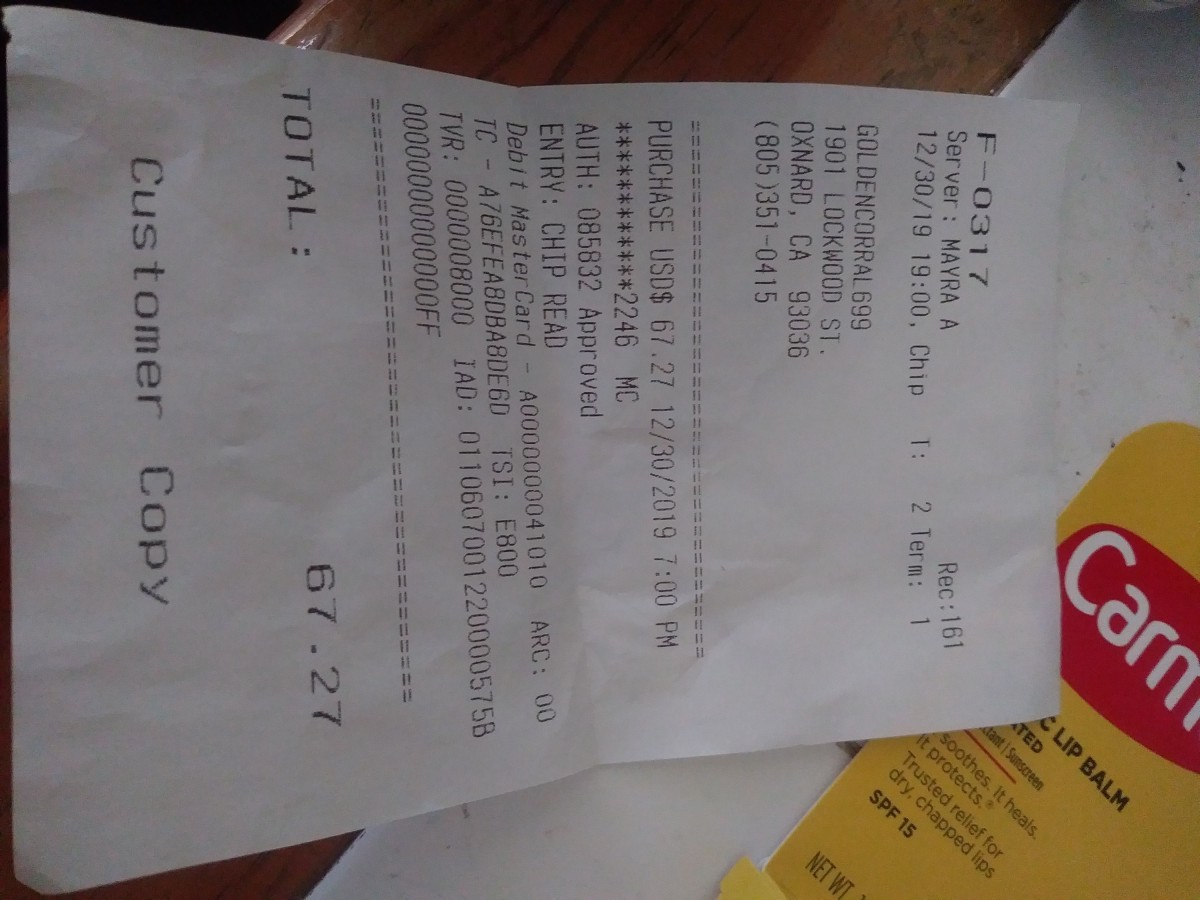 F-0317
Server: MAYRA A Rec:161
12/30/19 19:00, Chip T: 2 Term: 1
GOLDENCORRAL699
1901 LOCKWOOD ST.
OXNARD, CA 93036
(805)351-0415
========================================
PURCHASE USD$ 67.27 12/30/2019 7:00 PM
************2246 MC
AUTH: 085832 Approved
ENTRY: CHIP READ
Debit MasterCard - A0000000041010 ARC: 00
TC - A76EFEA8DBA8DE6D TSI: E800
TVR: 0000008000 IAD: 0110607001220000575B
00000000000000FF
========================================
TOTAL: 67.27
Customer Copy
Carm
C LIP BALM
TED
Sunscreen
soothes. It heals.
It protects.®
Trusted relief for
dry, chapped lips
SPF 15
NET WT.